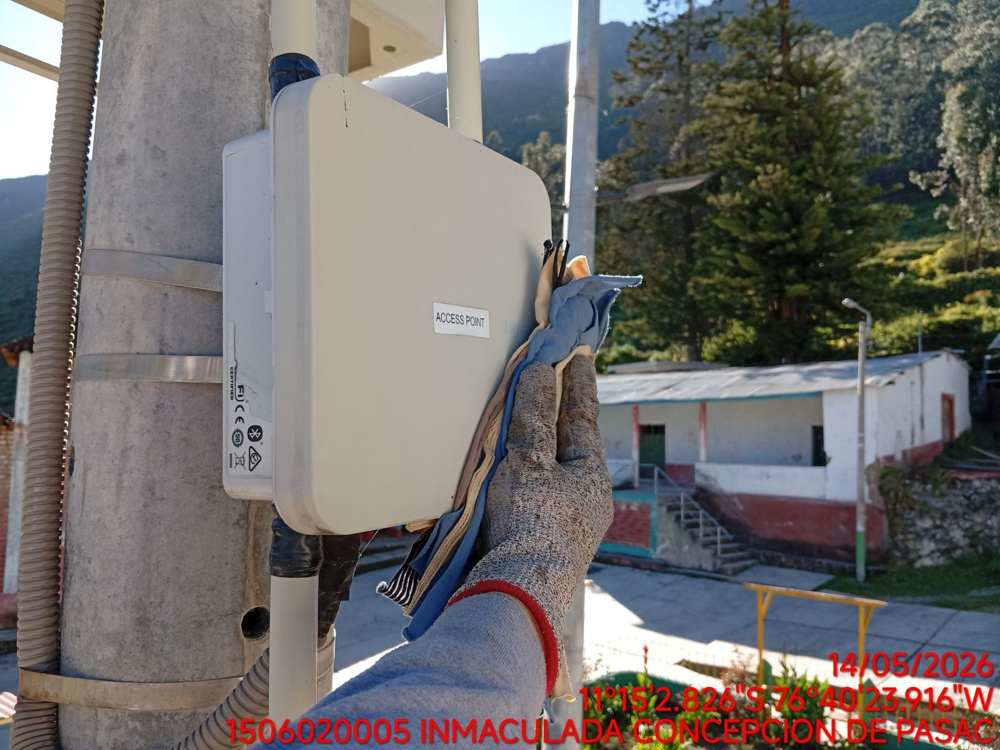 ACCESS POINT
Fi
CERTIFIED
14/05/2026
11°15'2.826"S 76°40'23.916"W
1506020005 INMACULADA CONCEPCION DE PASAC